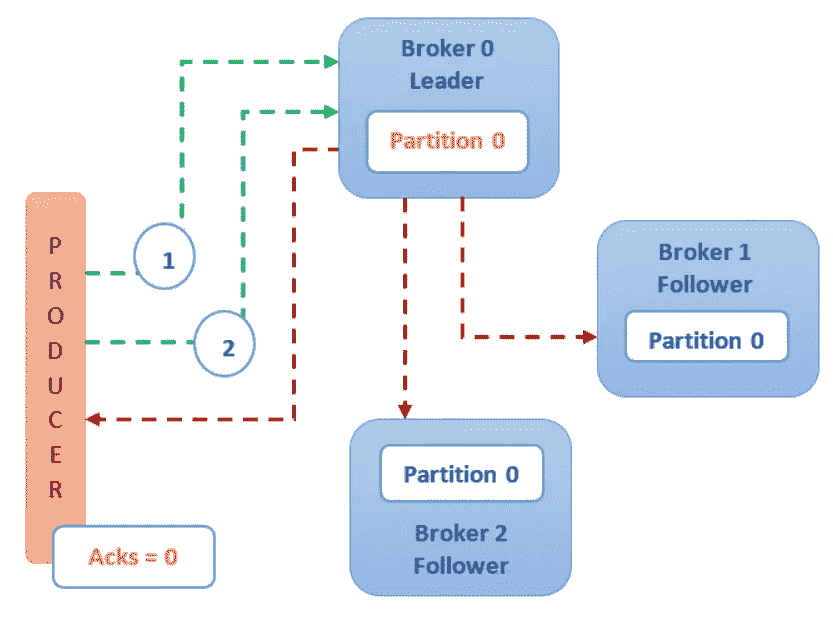 Broker 0
Leader
Partition 0
PRODUCER
1
2
Broker 1
Follower
Partition 0
Partition 0
Broker 2
Follower
Acks = 0